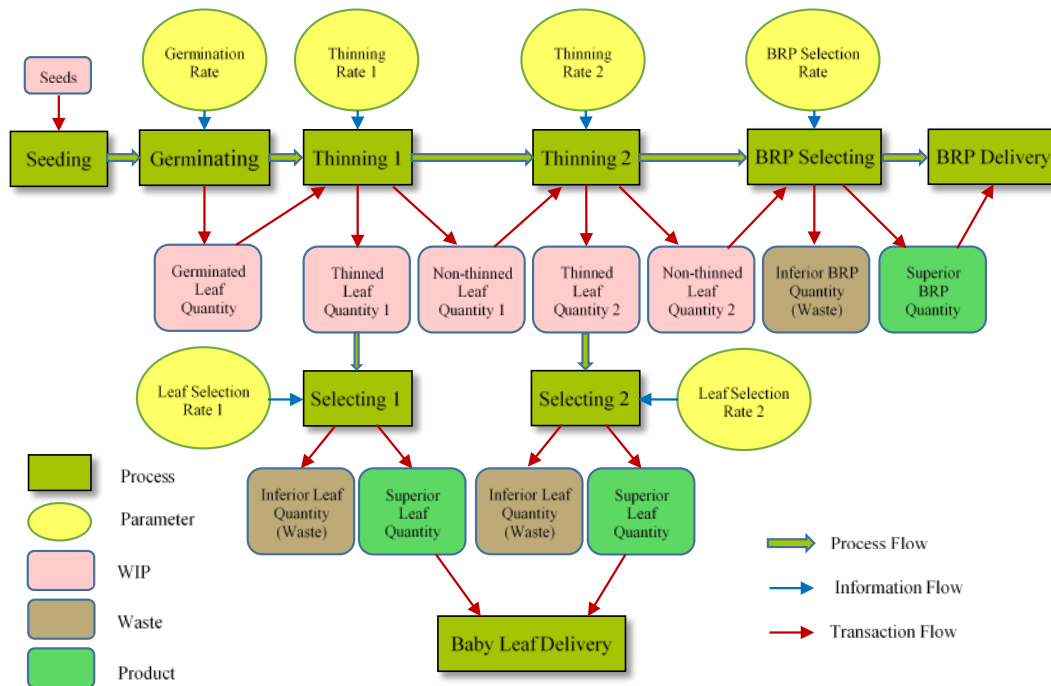 Seeds
Germination
Rate
Thinning
Rate 1
Thinning
Rate 2
BRP Selection
Rate
Seeding
Germinating
Thinning 1
Thinning 2
BRP Selecting
BRP Delivery
Germinated
Leaf
Quantity
Thinned
Leaf
Quantity 1
Non-thinned
Leaf
Quantity 1
Thinned
Leaf
Quantity 2
Non-thinned
Leaf
Quantity 2
Inferior BRP
Quantity
(Waste)
Superior
BRP
Quantity
Leaf Selection
Rate 1
Selecting 1
Selecting 2
Leaf Selection
Rate 2
Inferior Leaf
Quantity
(Waste)
Superior
Leaf
Quantity
Inferior Leaf
Quantity
(Waste)
Superior
Leaf
Quantity
Baby Leaf Delivery
Process
Parameter
WIP
Waste
Product
Process Flow
Information Flow
Transaction Flow